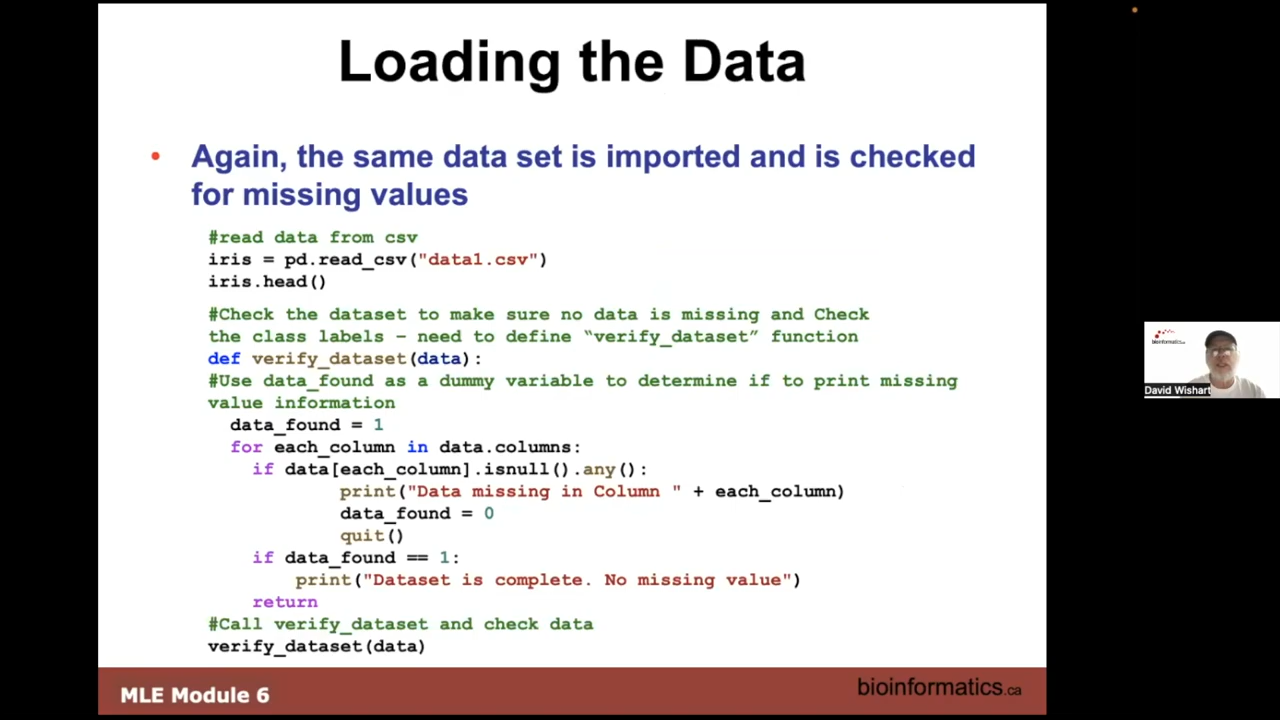 Loading the Data
• Again, the same data set is imported and is checked
for missing values
#read data from csv
iris = pd.read_csv("data1.csv")
iris.head()
#Check the dataset to make sure no data is missing and Check
the class labels – need to define “verify_dataset” function
def verify_dataset(data):
#Use data_found as a dummy variable to determine if to print missing
value information
data_found = 1
for each_column in data.columns:
if data[each_column].isnull().any():
print("Data missing in Column " + each_column)
data_found = 0
quit()
if data_found == 1:
print("Dataset is complete. No missing value")
return
#Call verify_dataset and check data
verify_dataset(data)
MLE Module 6
bioinformatics.ca
bioinformatics.ca
David Wishart